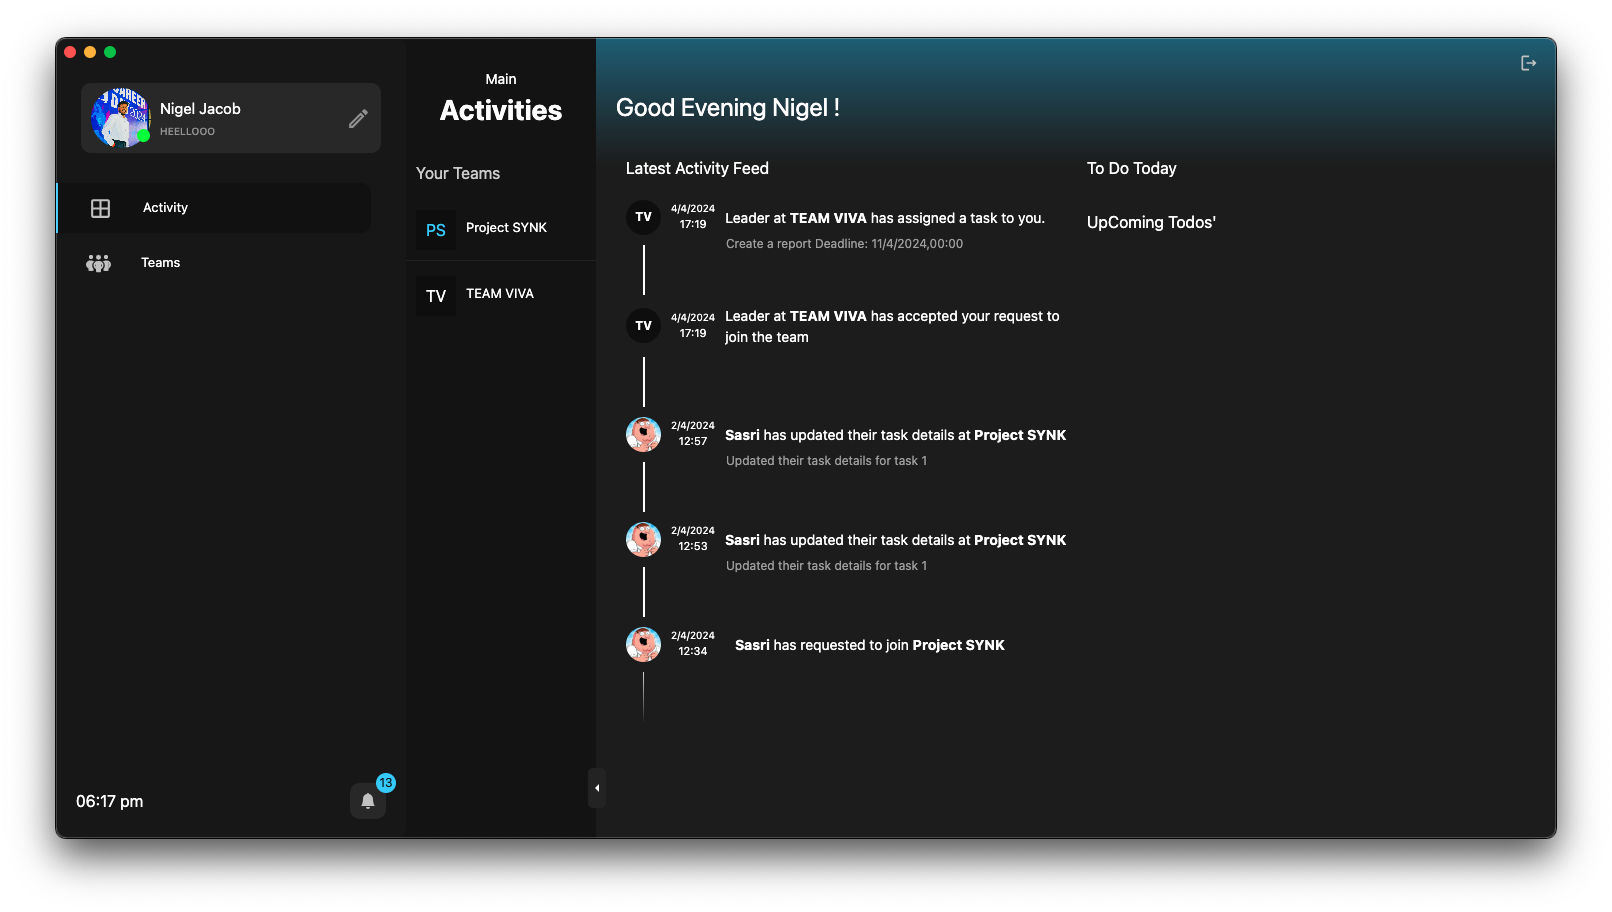 Nigel Jacob
HEELLOOO
Activity
Teams
06:17 pm
13
Main
Activities
Your Teams
PS
Project SYNK
TV
TEAM VIVA
Good Evening Nigel !
Latest Activity Feed
TV
4/4/2024
17:19
Leader at TEAM VIVA has assigned a task to you.
Create a report Deadline: 11/4/2024,00:00
TV
4/4/2024
17:19
Leader at TEAM VIVA has accepted your request to
join the team
2/4/2024
12:57
Sasri has updated their task details at Project SYNK
Updated their task details for task 1
2/4/2024
12:53
Sasri has updated their task details at Project SYNK
Updated their task details for task 1
2/4/2024
12:34
Sasri has requested to join Project SYNK
To Do Today
UpComing Todos'